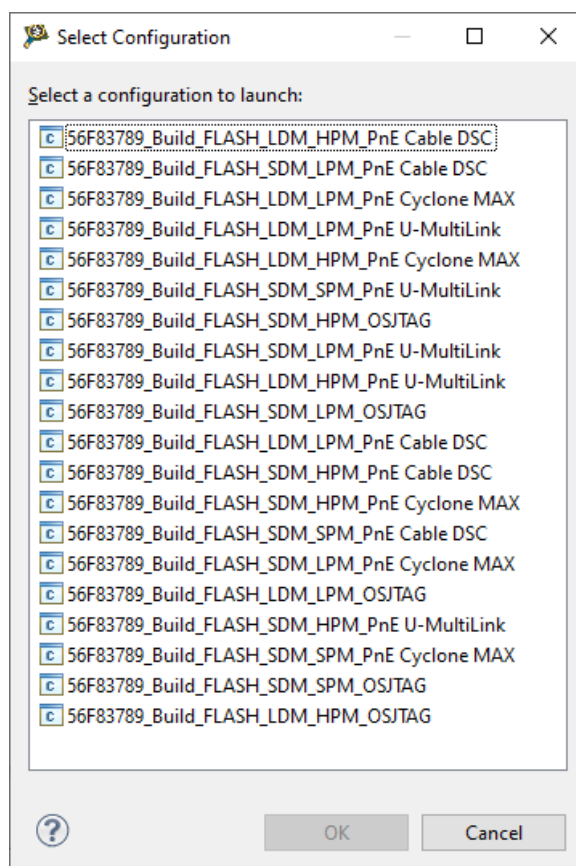 Select Configuration
Select a configuration to launch:
56F83789_Build_FLASH_LDM_HPM_PnE Cable DSC
56F83789_Build_FLASH_SDM_LPM_PnE Cable DSC
56F83789_Build_FLASH_LDM_LPM_PnE Cyclone MAX
56F83789_Build_FLASH_LDM_LPM_PnE U-MultiLink
56F83789_Build_FLASH_LDM_HPM_PnE Cyclone MAX
56F83789_Build_FLASH_SDM_SPM_PnE U-MultiLink
56F83789_Build_FLASH_SDM_HPM_OSJTAG
56F83789_Build_FLASH_SDM_LPM_PnE U-MultiLink
56F83789_Build_FLASH_LDM_HPM_PnE U-MultiLink
56F83789_Build_FLASH_SDM_LPM_OSJTAG
56F83789_Build_FLASH_LDM_LPM_PnE Cable DSC
56F83789_Build_FLASH_SDM_HPM_PnE Cable DSC
56F83789_Build_FLASH_SDM_HPM_PnE Cyclone MAX
56F83789_Build_FLASH_SDM_SPM_PnE Cable DSC
56F83789_Build_FLASH_SDM_LPM_PnE Cyclone MAX
56F83789_Build_FLASH_LDM_LPM_OSJTAG
56F83789_Build_FLASH_SDM_HPM_PnE U-MultiLink
56F83789_Build_FLASH_SDM_SPM_PnE Cyclone MAX
56F83789_Build_FLASH_SDM_SPM_OSJTAG
56F83789_Build_FLASH_LDM_HPM_OSJTAG
OK Cancel